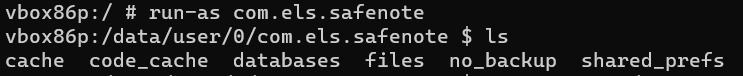 vbox86p:/ # run-as com.els.safenote
vbox86p:/data/user/0/com.els.safenote $ ls
cache  code_cache  databases  files  no_backup  shared_prefs